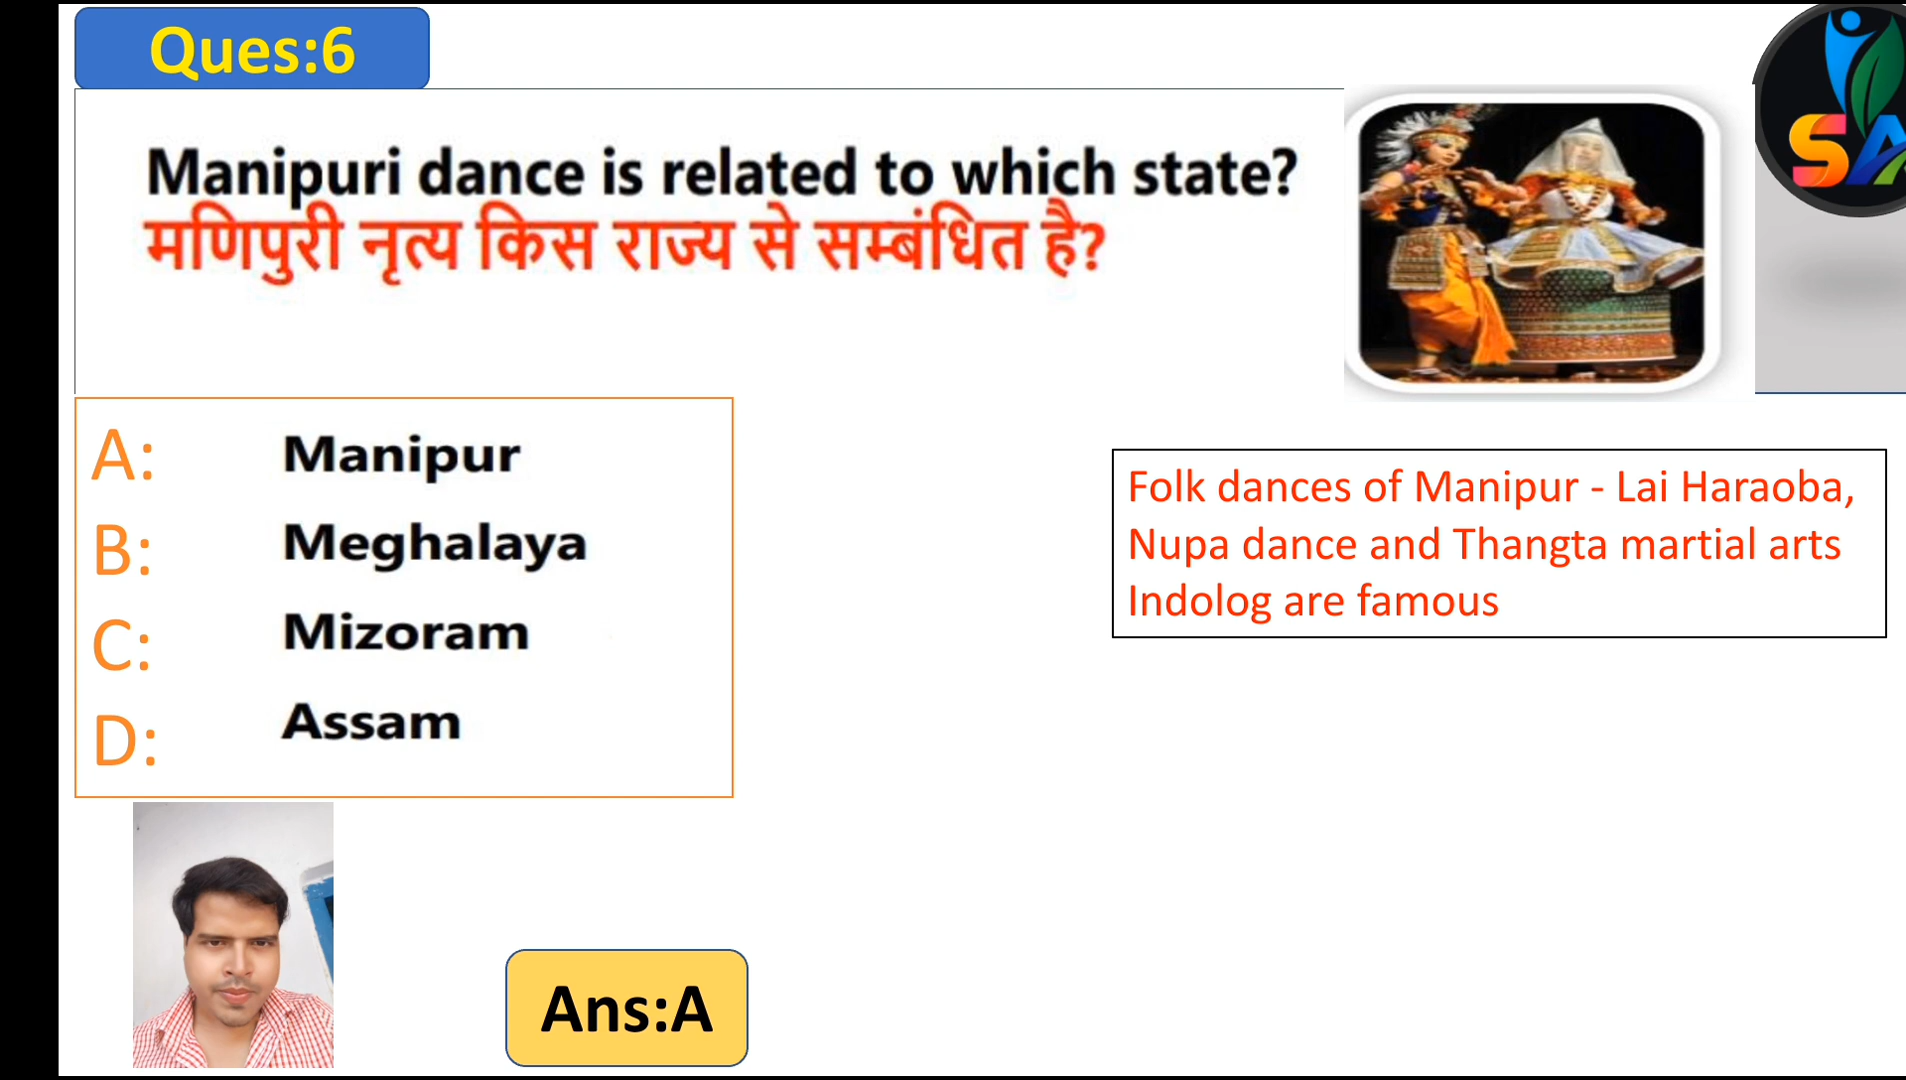 Ques:6
Manipuri dance is related to which state?
मणिपुरी नृत्य किस राज्य से सम्बंधित है?
A: Manipur
B: Meghalaya
C: Mizoram
D: Assam
Folk dances of Manipur - Lai Haraoba,
Nupa dance and Thangta martial arts
Indolog are famous
Ans:A
SA